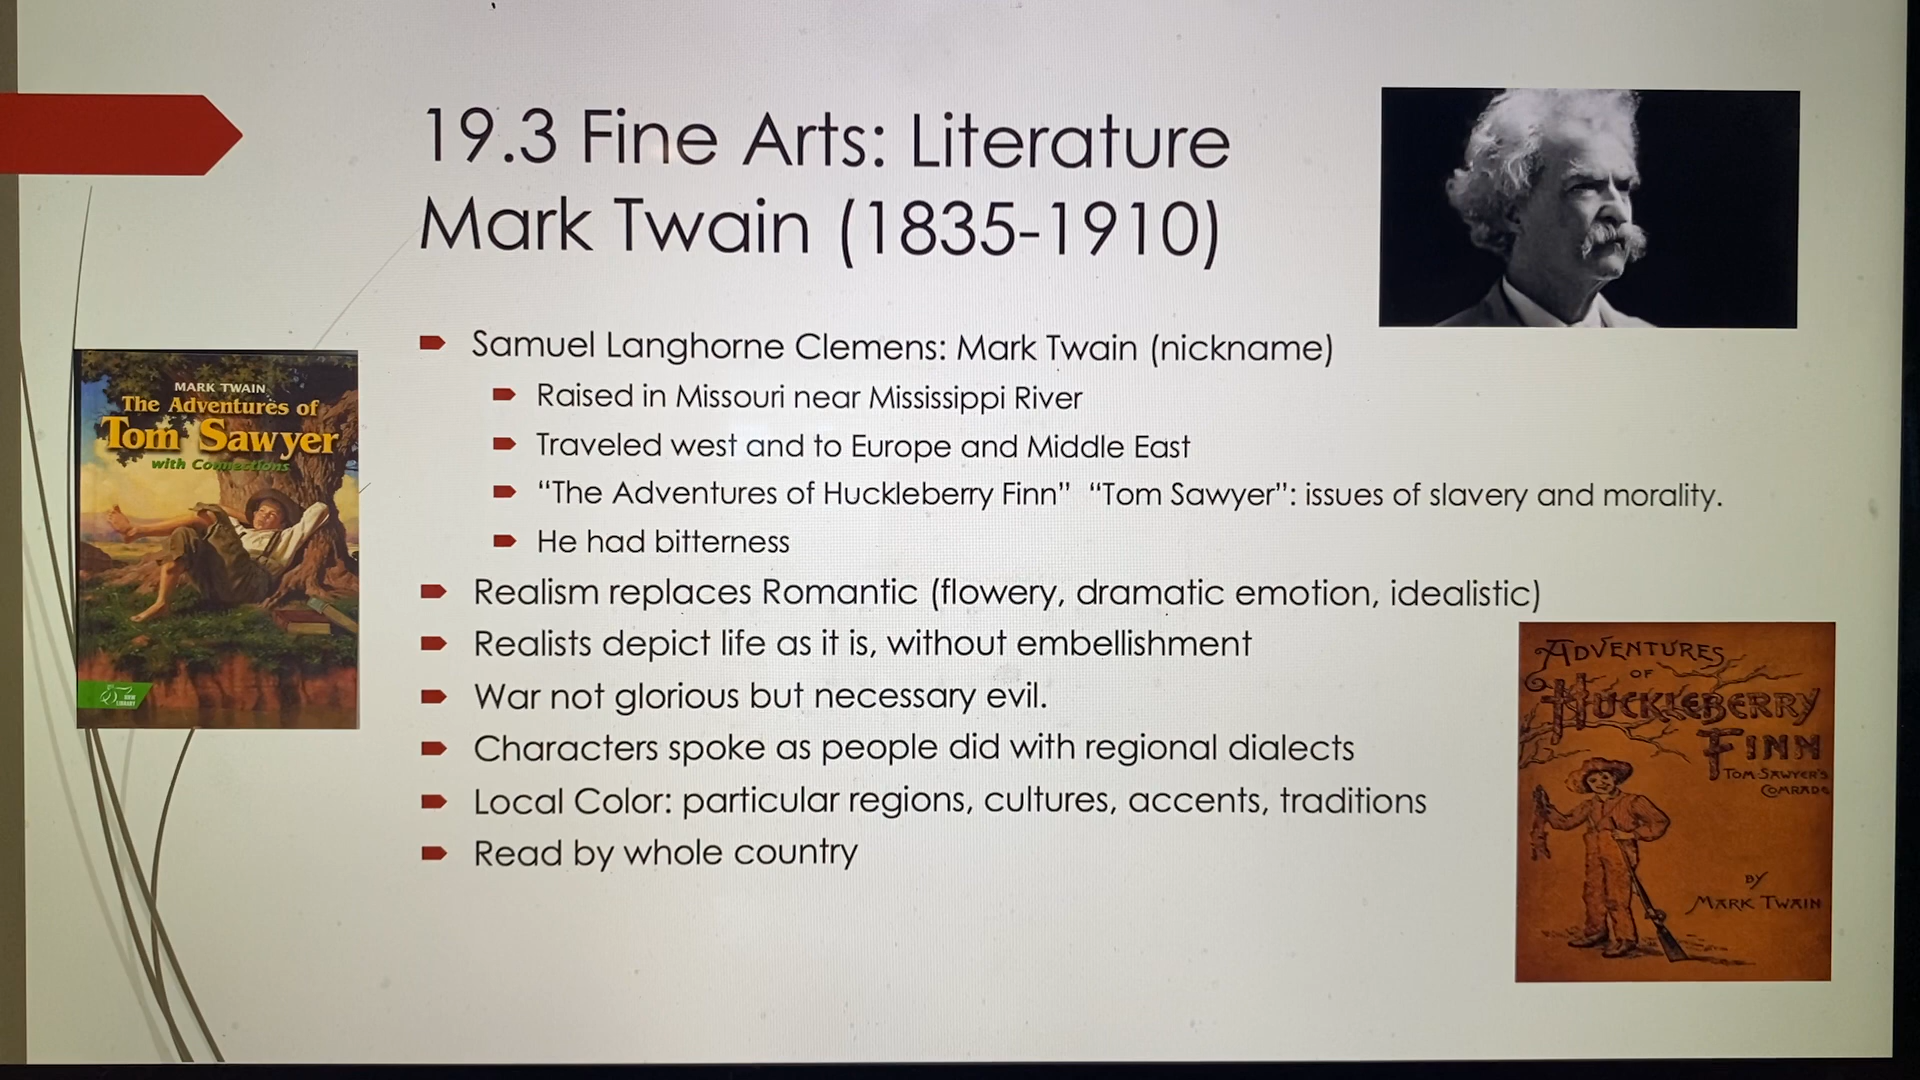 19.3 Fine Arts: Literature
Mark Twain (1835-1910)
Samuel Langhorne Clemens: Mark Twain (nickname)
Raised in Missouri near Mississippi River
Traveled west and to Europe and Middle East
“The Adventures of Huckleberry Finn” “Tom Sawyer”: issues of slavery and morality.
He had bitterness
Realism replaces Romantic (flowery, dramatic emotion, idealistic)
Realists depict life as it is, without embellishment
War not glorious but necessary evil.
Characters spoke as people did with regional dialects
Local Color: particular regions, cultures, accents, traditions
Read by whole country
MARK TWAIN
The Adventures of
Tom Sawyer
with Connections
ADVENTURES
OF
HUCKLEBERRY
FINN
TOM SAWYER'S
COMRADE
BY
MARK TWAIN